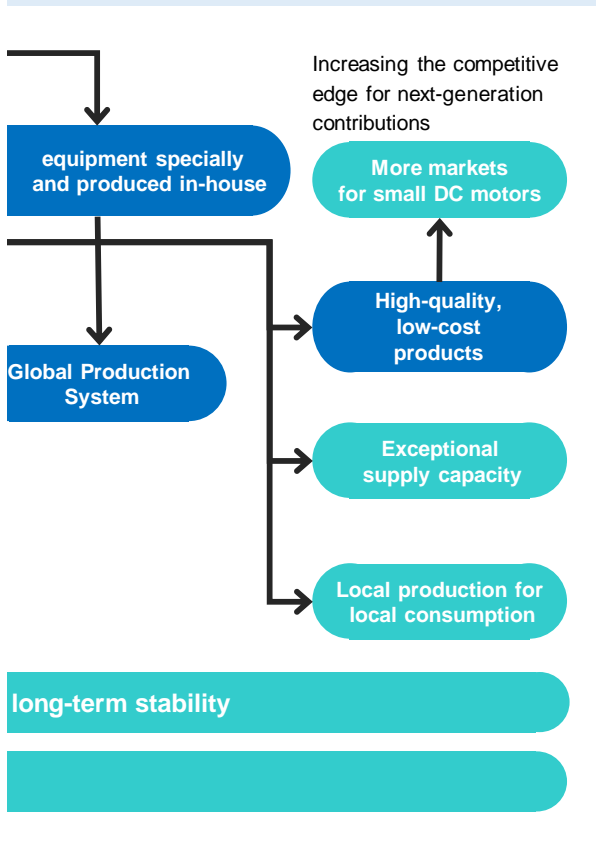 Increasing the competitive
edge for next-generation
contributions
equipment specially
and produced in-house
More markets
for small DC motors
High-quality,
low-cost
products
Global Production
System
Exceptional
supply capacity
Local production for
local consumption
long-term stability